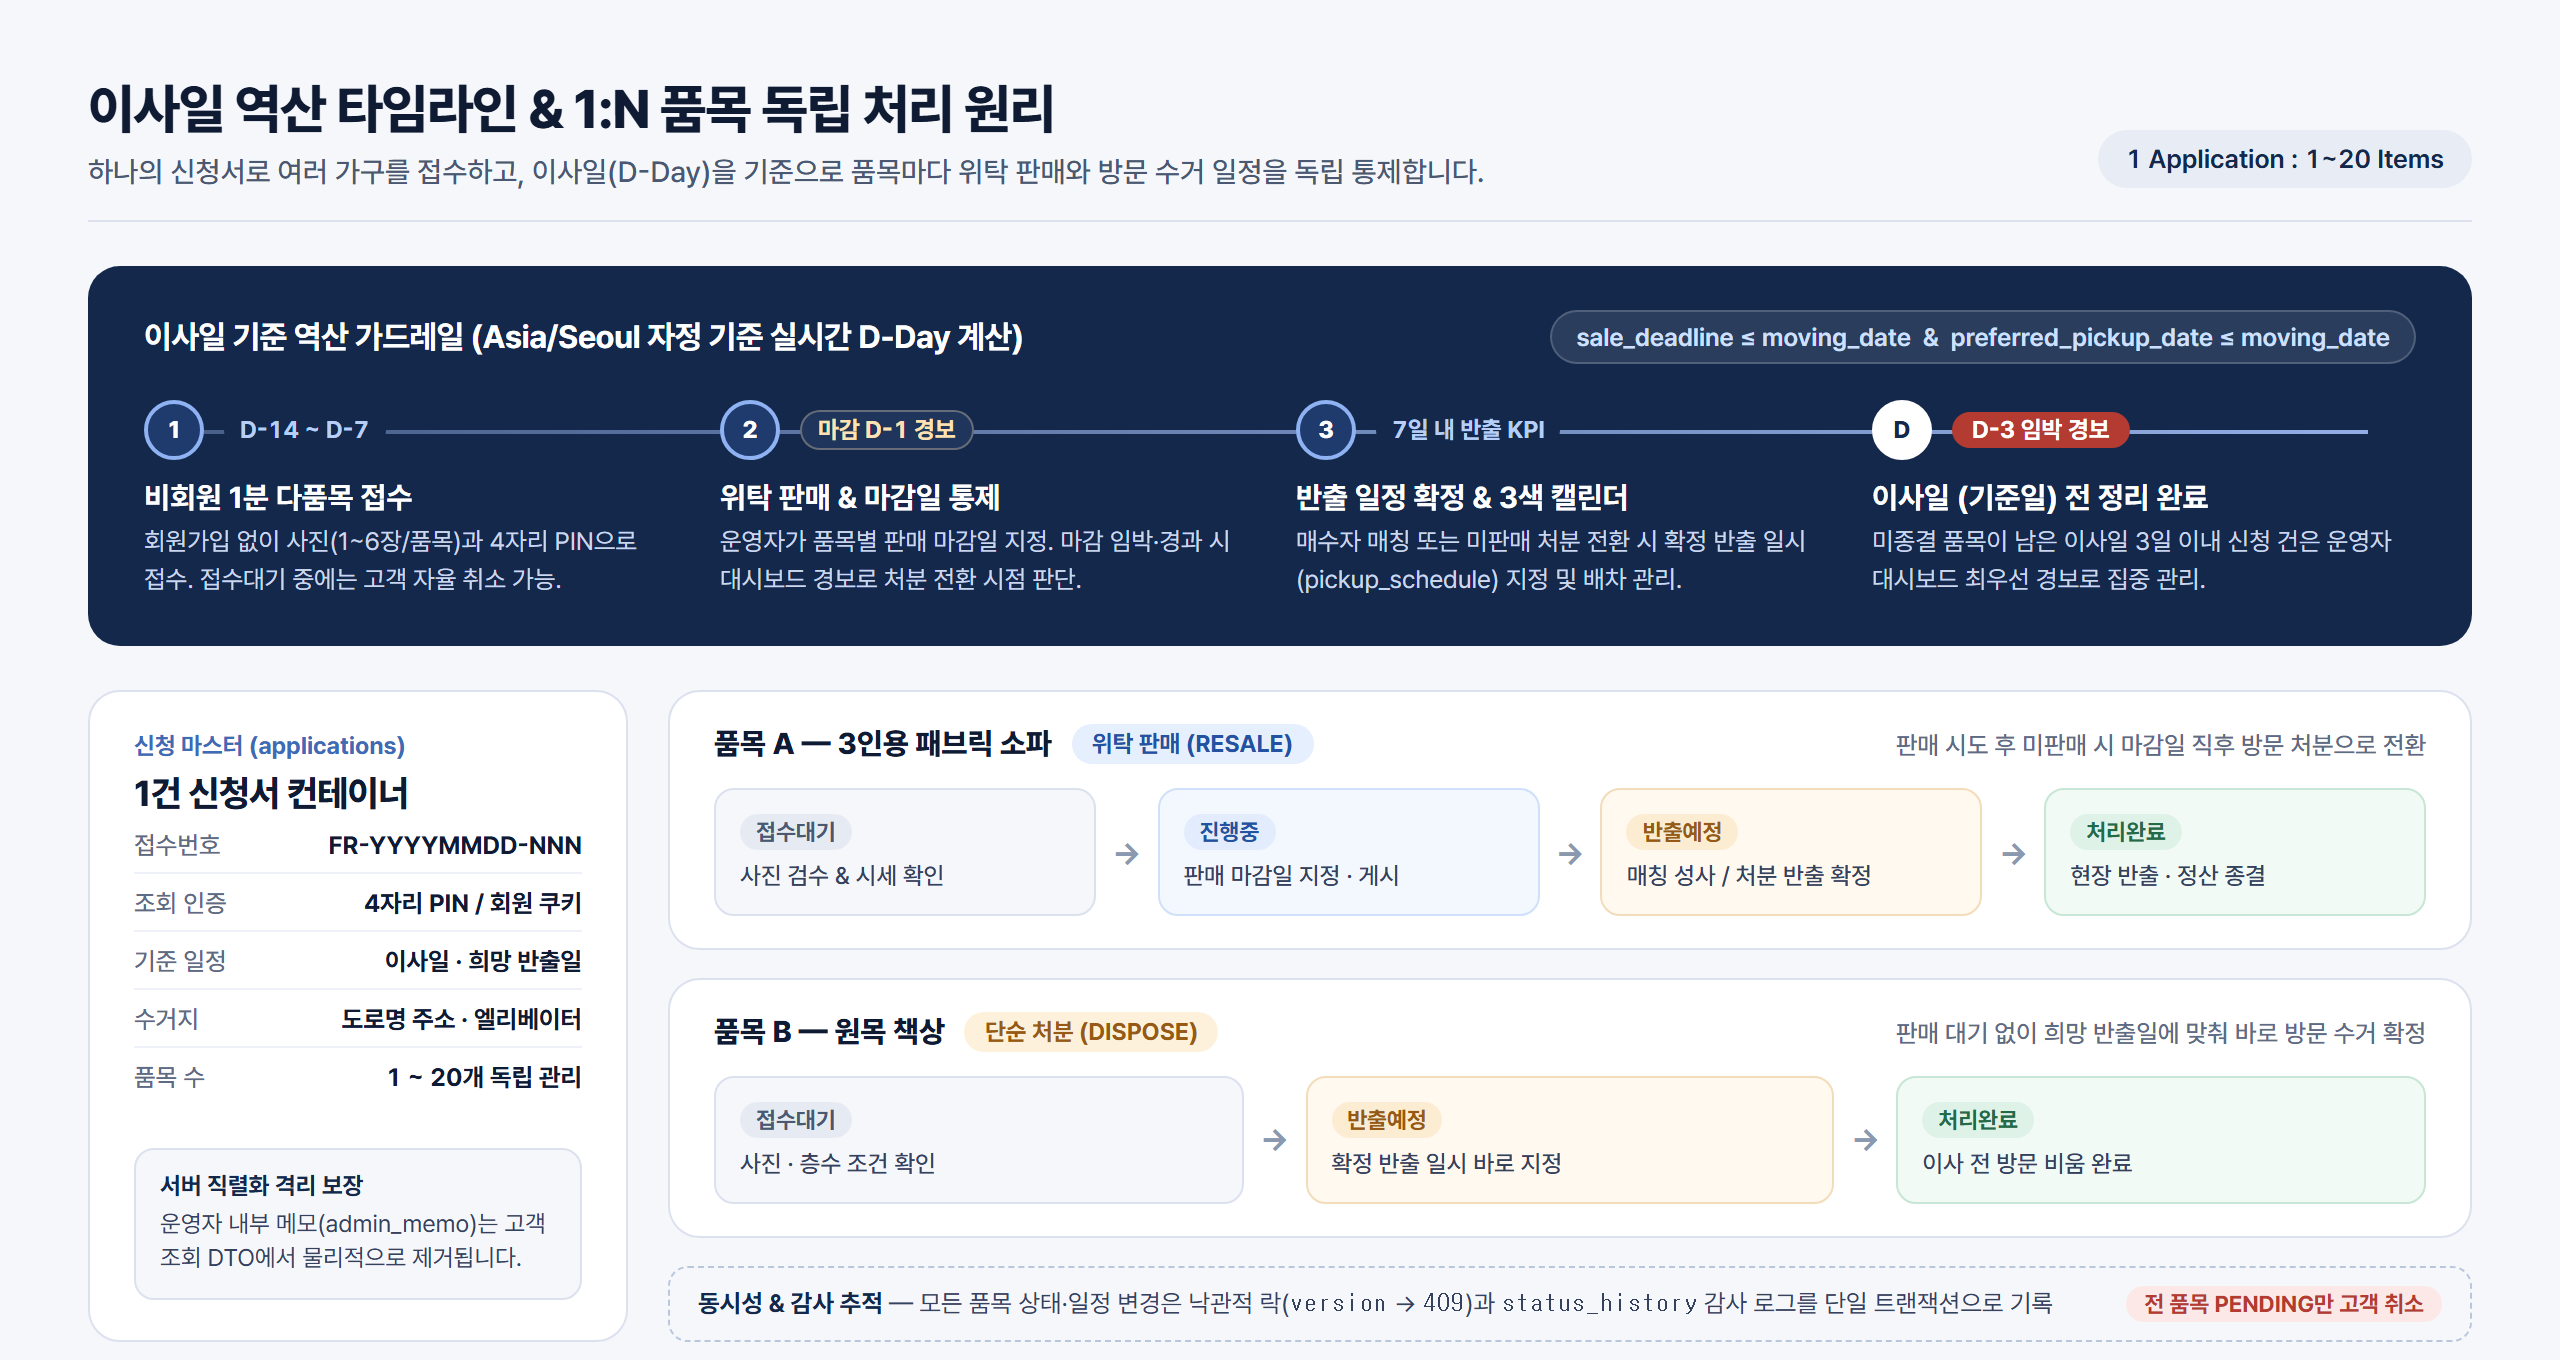 이사일 역산 타임라인 & 1:N 품목 독립 처리 원리
하나의 신청서로 여러 가구를 접수하고, 이사일(D-Day)을 기준으로 품목마다 위탁 판매와 방문 수거 일정을 독립 통제합니다.
1 Application : 1~20 Items
이사일 기준 역산 가드레일 (Asia/Seoul 자정 기준 실시간 D-Day 계산)
sale_deadline ≤ moving_date & preferred_pickup_date ≤ moving_date
1 D-14 ~ D-7
비회원 1분 다품목 접수
회원가입 없이 사진(1~6장/품목)과 4자리 PIN으로
접수. 접수대기 중에는 고객 자율 취소 가능.
2 마감 D-1 경보
위탁 판매 & 마감일 통제
운영자가 품목별 판매 마감일 지정. 마감 임박·경과 시
대시보드 경보로 처분 전환 시점 판단.
3 7일 내 반출 KPI
반출 일정 확정 & 3색 캘린더
매수자 매칭 또는 미판매 처분 전환 시 확정 반출 일시
(pickup_schedule) 지정 및 배차 관리.
D D-3 임박 경보
이사일 (기준일) 전 정리 완료
미종결 품목이 남은 이사일 3일 이내 신청 건은 운영자
대시보드 최우선 경보로 집중 관리.
신청 마스터 (applications)
1건 신청서 컨테이너
접수번호 FR-YYYYMMDD-NNN
조회 인증 4자리 PIN / 회원 쿠키
기준 일정 이사일 · 희망 반출일
수거지 도로명 주소 · 엘리베이터
품목 수 1 ~ 20개 독립 관리
서버 직렬화 격리 보장
운영자 내부 메모(admin_memo)는 고객
조회 DTO에서 물리적으로 제거됩니다.
품목 A — 3인용 패브릭 소파 위탁 판매 (RESALE)
판매 시도 후 미판매 시 마감일 직후 방문 처분으로 전환
접수대기
사진 검수 & 시세 확인
→
진행중
판매 마감일 지정 · 게시
→
반출예정
매칭 성사 / 처분 반출 확정
→
처리완료
현장 반출 · 정산 종결
품목 B — 원목 책상 단순 처분 (DISPOSE)
판매 대기 없이 희망 반출일에 맞춰 바로 방문 수거 확정
접수대기
사진 · 층수 조건 확인
→
반출예정
확정 반출 일시 바로 지정
→
처리완료
이사 전 방문 비움 완료
동시성 & 감사 추적 — 모든 품목 상태·일정 변경은 낙관적 락(version → 409)과 status_history 감사 로그를 단일 트랜잭션으로 기록
전 품목 PENDING만 고객 취소